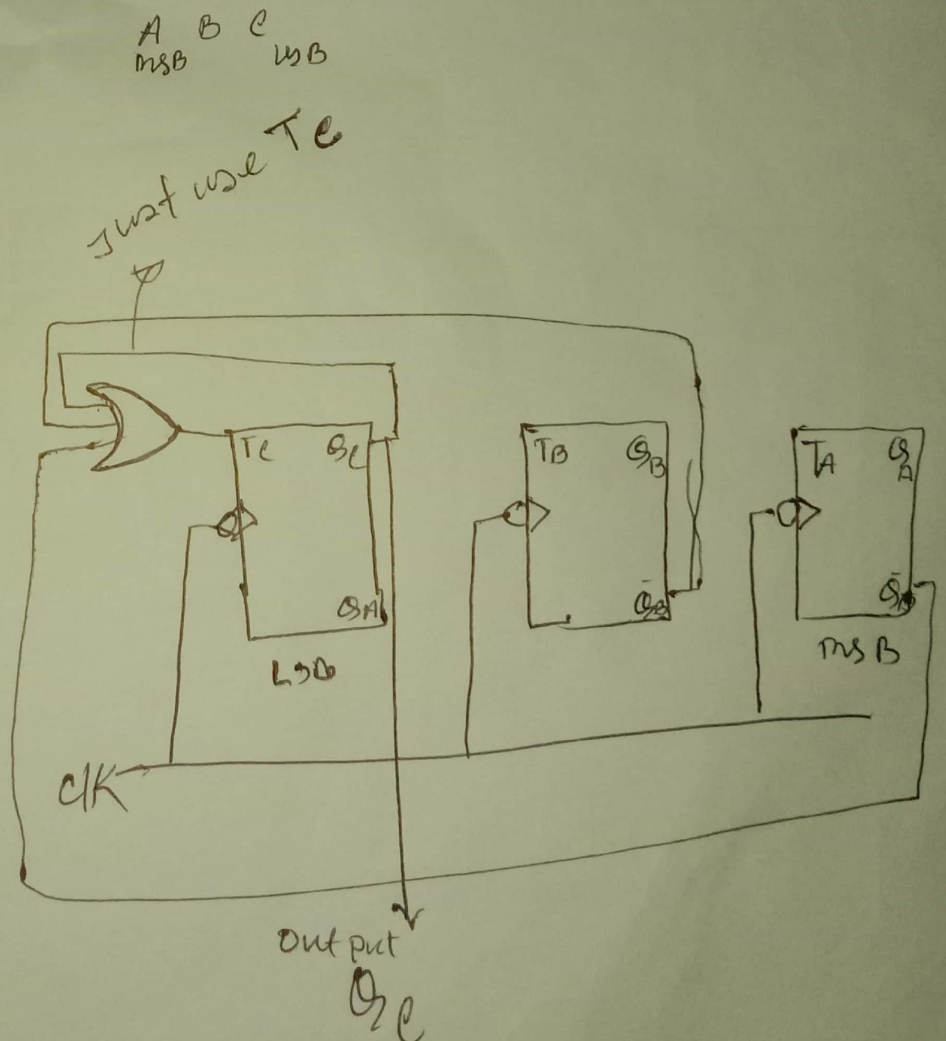 A B C
MSB LSB
Just use TC
TC QC
QA
LSB
TB QB
Q̄B
TA QA
Q̄A
MSB
ClK
Output
QC